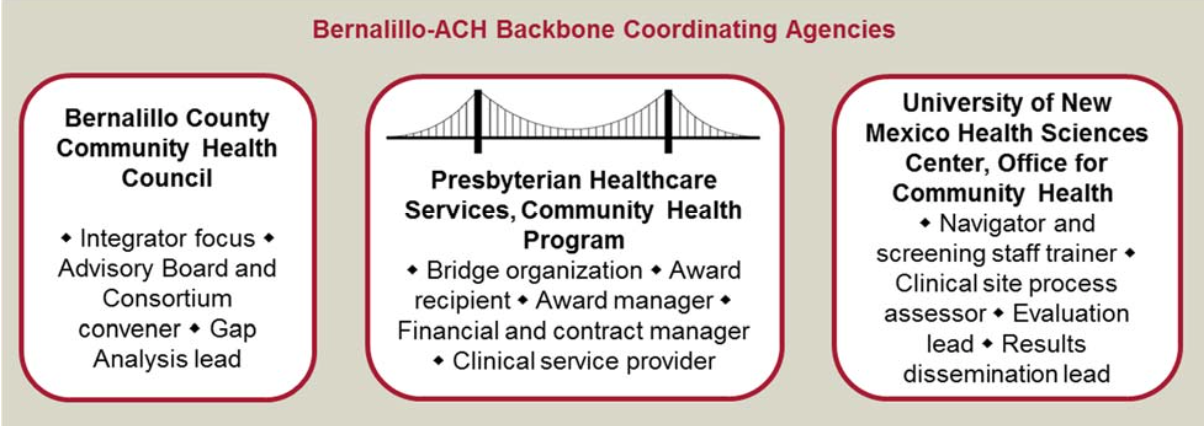 Bernalillo-ACH Backbone Coordinating Agencies
Bernalillo County
Community Health
Council
◆ Integrator focus ◆
Advisory Board and
Consortium
convener ◆ Gap
Analysis lead
Presbyterian Healthcare
Services, Community Health
Program
◆ Bridge organization ◆ Award
recipient ◆ Award manager ◆
Financial and contract manager
◆ Clinical service provider
University of New
Mexico Health Sciences
Center, Office for
Community Health
◆ Navigator and
screening staff trainer ◆
Clinical site process
assessor ◆ Evaluation
lead ◆ Results
dissemination lead